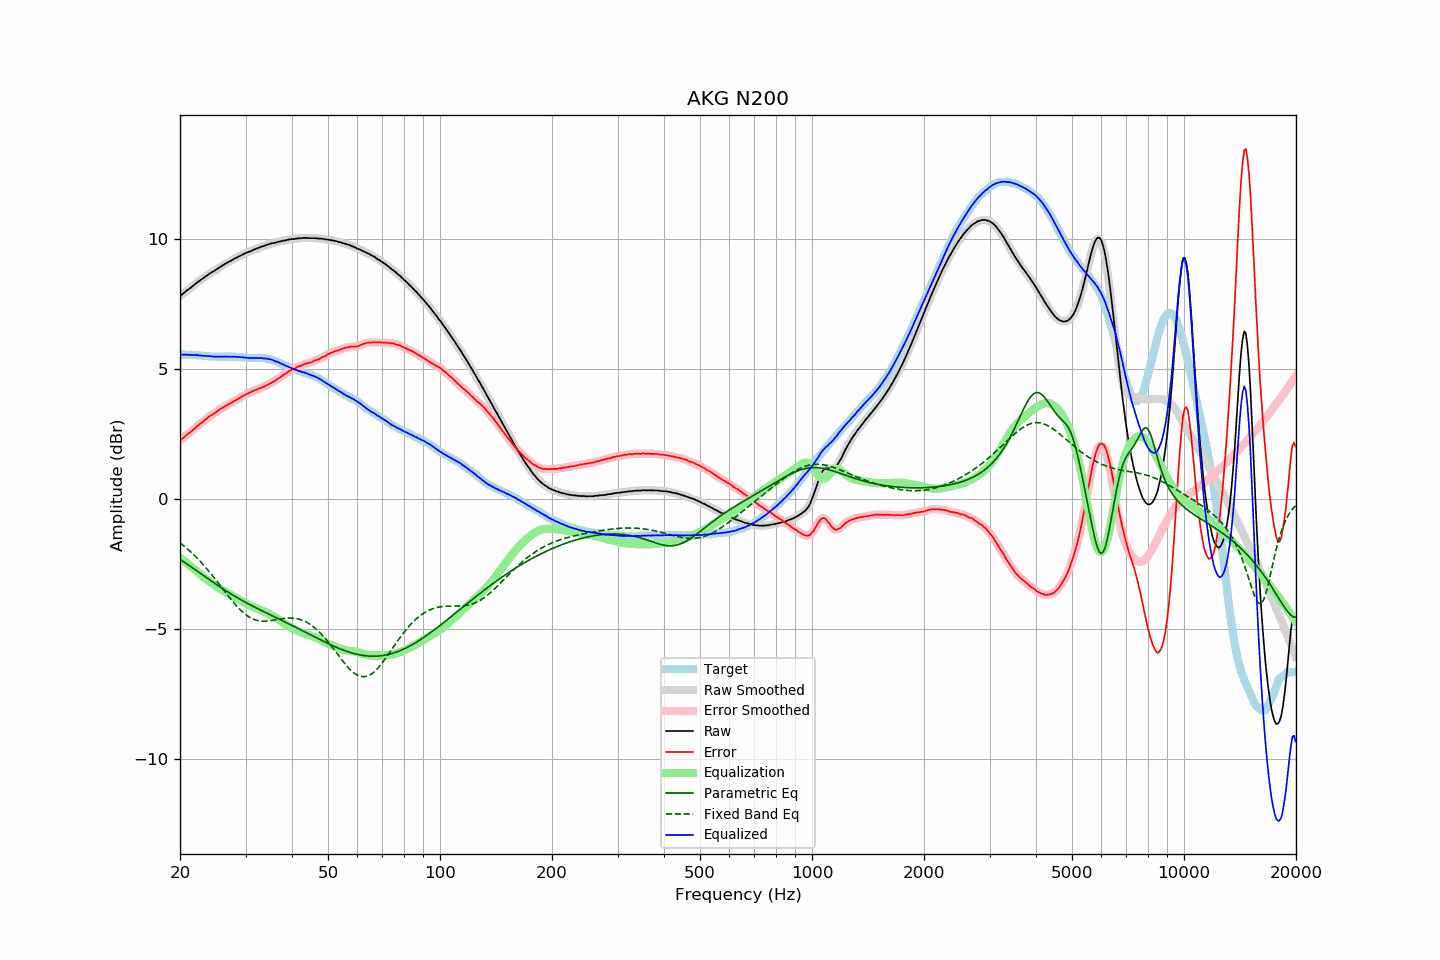 AKG N200
Amplitude (dBr)
10
5
0
−5
−10
Target
Raw Smoothed
Error Smoothed
Raw
Error
Equalization
Parametric Eq
Fixed Band Eq
Equalized
20 50 100 200 500 1000 2000 5000 10000 20000
Frequency (Hz)